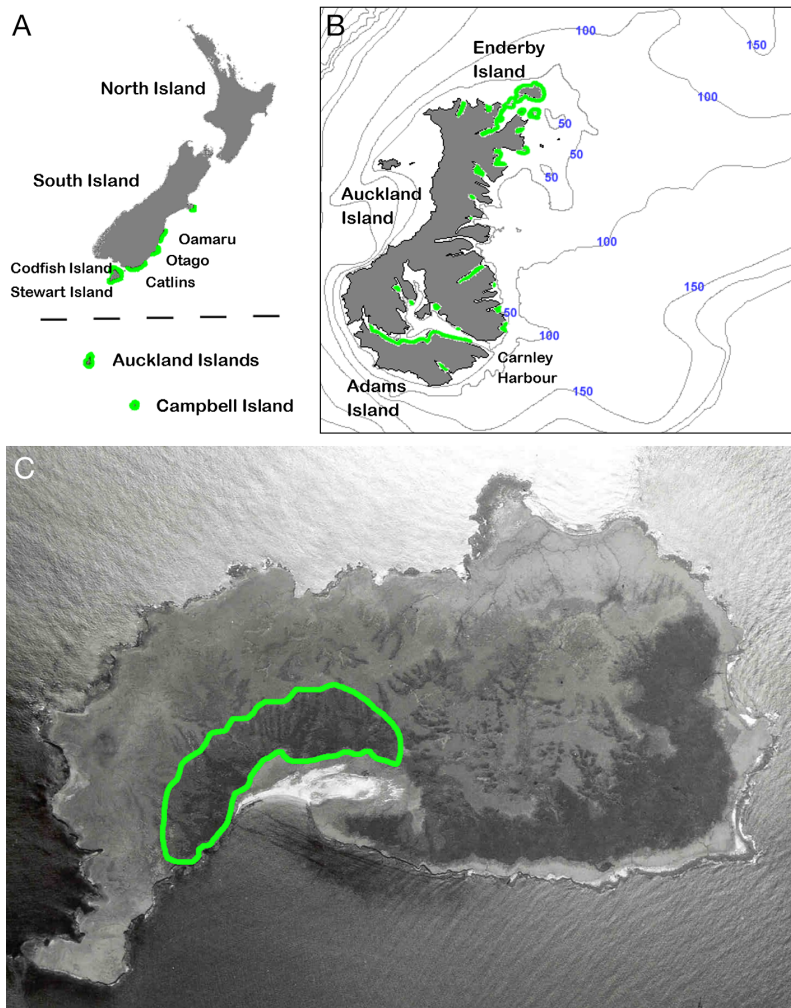 A
North Island
South Island
Oamaru
Otago
Codfish Island
Catlins
Stewart Island
Auckland Islands
Campbell Island
B
Enderby
Island
100
150
100
50
50
50
Auckland
Island
100
150
50
100
Carnley
Harbour
Adams
Island
150
C